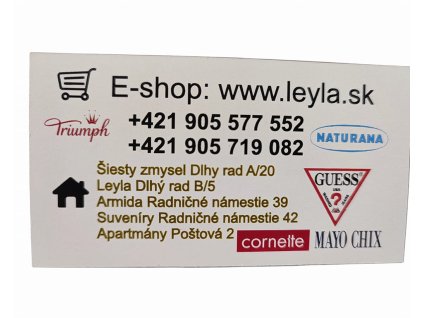 E-shop: www.leyla.sk
Triumph
+421 905 577 552
+421 905 719 082
NATURANA
Šiesty zmysel Dlhy rad A/20
Leyla Dlhý rad B/5
Armida Radničné námestie 39
Suveníry Radničné námestie 42
Apartmány Poštová 2
GUESS
cornette
MAYO CHIX